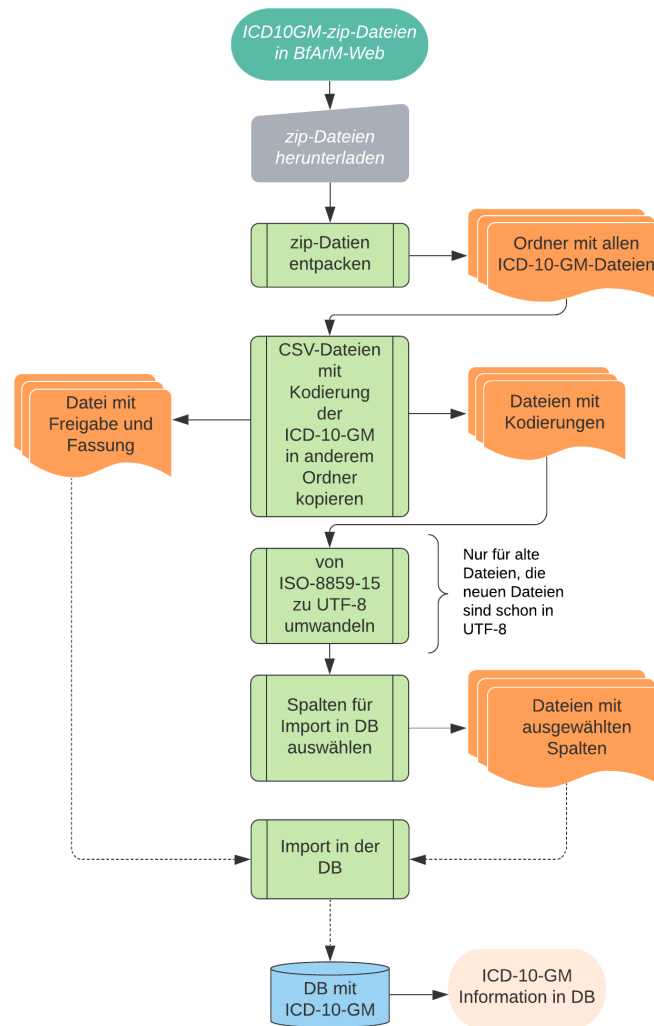 ICD10GM-zip-Dateien
in BfArM-Web
zip-Dateien
herunterladen
zip-Datien
entpacken
Ordner mit allen
ICD-10-GM-Dateien
CSV-Dateien
mit
Kodierung
der
ICD-10-GM
in anderem
Ordner
kopieren
Datei mit
Freigabe und
Fassung
Dateien mit
Kodierungen
von
ISO-8859-15
zu UTF-8
umwandeln
Nur für alte
Dateien, die
neuen Dateien
sind schon in
UTF-8
Spalten für
Import in DB
auswählen
Dateien mit
ausgewählten
Spalten
Import in der
DB
DB mit
ICD-10-GM
ICD-10-GM
Information in DB